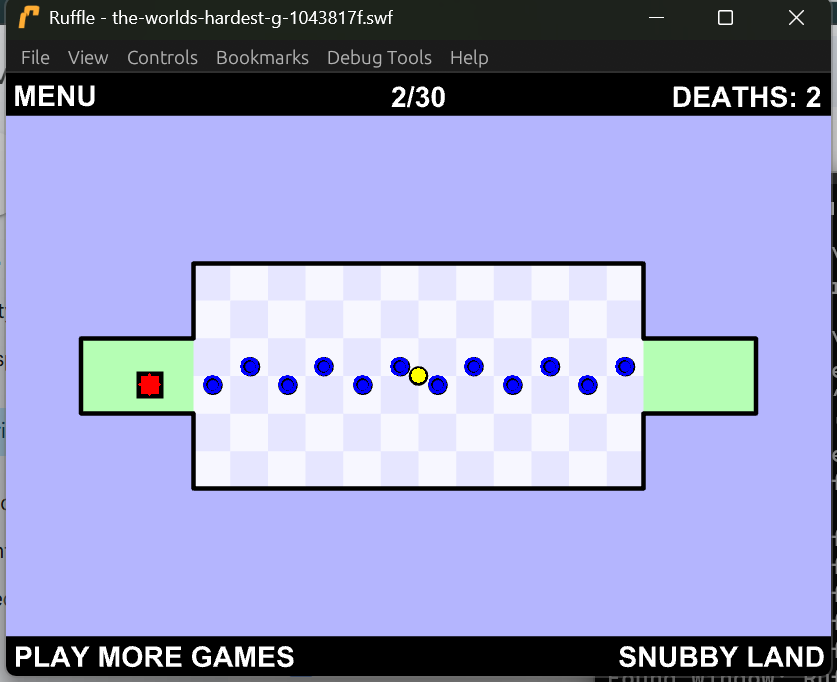 Ruffle - the-worlds-hardest-g-1043817f.swf
File View Controls Bookmarks Debug Tools Help
MENU 2/30 DEATHS: 2
PLAY MORE GAMES SNUBBY LAND